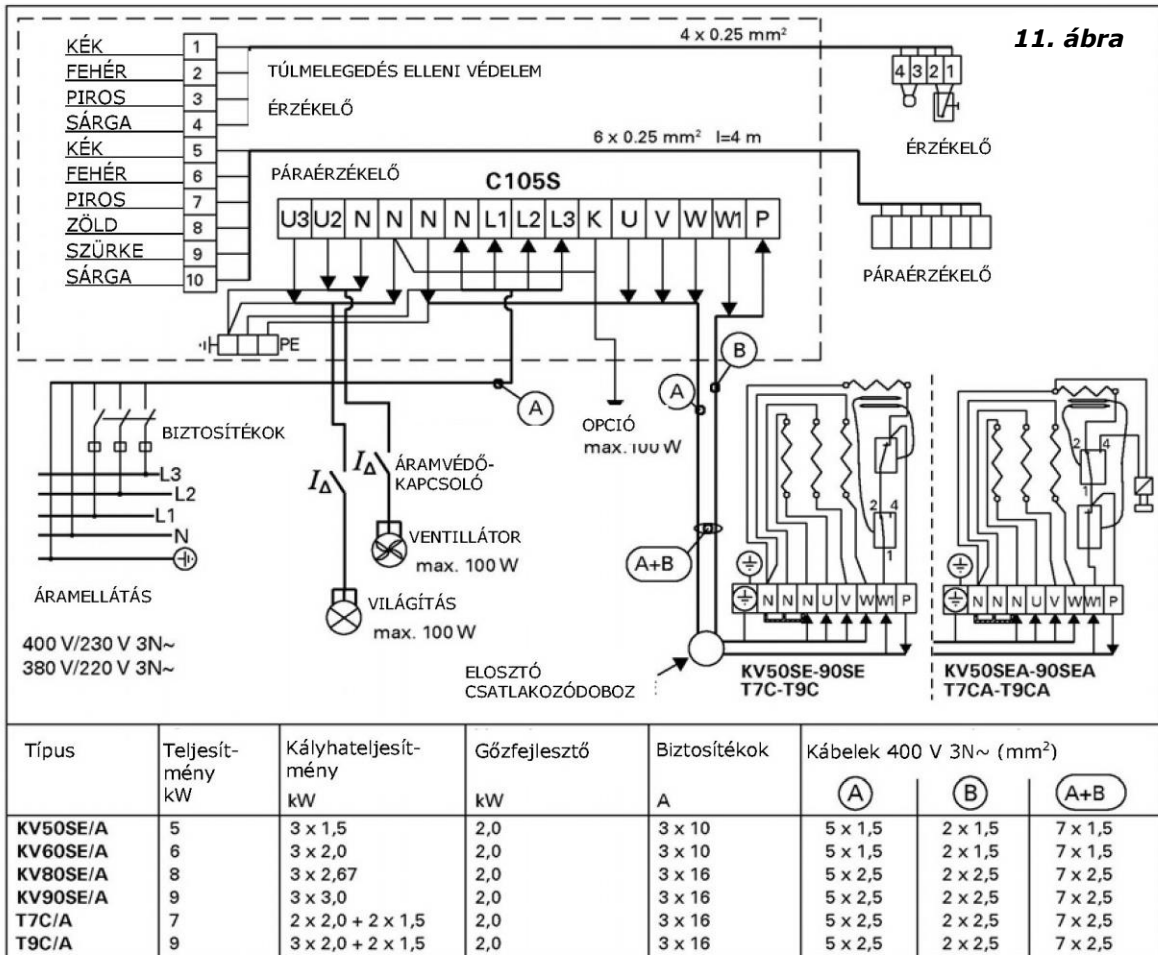 11. ábra
4 x 0.25 mm²
KÉK 1
FEHÉR 2
PIROS 3
SÁRGA 4
KÉK 5
FEHÉR 6
PIROS 7
ZÖLD 8
SZÜRKE 9
SÁRGA 10
TÚLMELEGEDÉS ELLENI VÉDELEM
ÉRZÉKELŐ
4 3 2 1
ÉRZÉKELŐ
6 x 0.25 mm² l=4 m
PÁRAÉRZÉKELŐ
C105S
U3 U2 N N N N L1 L2 L3 K U V W W1 P
PÁRAÉRZÉKELŐ
PE
A
A
B
OPCIÓ
max. 100 W
BIZTOSÍTÉKOK
L3
L2
L1
N
ÁRAMELLÁTÁS
400 V/230 V 3N~
380 V/220 V 3N~
IΔ
IΔ
ÁRAMVÉDŐ-
KAPCSOLÓ
VENTILLÁTOR
max. 100 W
VILÁGÍTÁS
max. 100 W
A+B
ELOSZTÓ
CSATLAKOZÓDOBOZ
2 4
1
N N N U V W W1 P
KV50SE-90SE
T7C-T9C
2 4
1
N N N U V W W1 P
KV50SEA-90SEA
T7CA-T9CA
Típus Teljesít- Kályhateljesít- Gőzfejlesztő Biztosítékok Kábelek 400 V 3N~ (mm²)
mény mény
kW kW kW A A B A+B
KV50SE/A 5 3 x 1,5 2,0 3 x 10 5 x 1,5 2 x 1,5 7 x 1,5
KV60SE/A 6 3 x 2,0 2,0 3 x 10 5 x 1,5 2 x 1,5 7 x 1,5
KV80SE/A 8 3 x 2,67 2,0 3 x 16 5 x 2,5 2 x 2,5 7 x 2,5
KV90SE/A 9 3 x 3,0 2,0 3 x 16 5 x 2,5 2 x 2,5 7 x 2,5
T7C/A 7 2 x 2,0 + 2 x 1,5 2,0 3 x 16 5 x 2,5 2 x 2,5 7 x 2,5
T9C/A 9 3 x 2,0 + 2 x 1,5 2,0 3 x 16 5 x 2,5 2 x 2,5 7 x 2,5